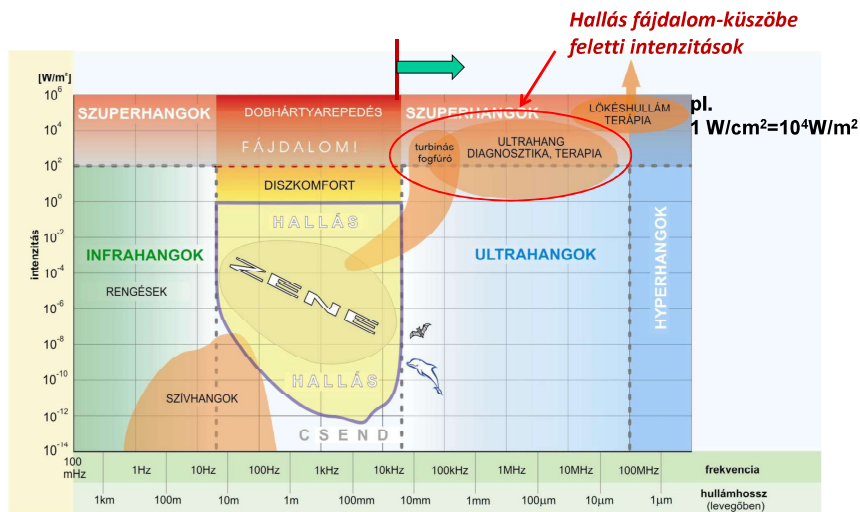 Hallás fájdalom-küszöbe
feletti intenzitások
[W/m²]
10⁶
10⁴
10²
10⁰
10⁻²
10⁻⁴
10⁻⁶
10⁻⁸
10⁻¹⁰
10⁻¹²
10⁻¹⁴
intenzitás
SZUPERHANGOK
DOBHÁRTYAREPEDÉS
SZUPERHANGOK
LÖKÉSHULLÁM
TERÁPIA
pl.
1 W/cm²=10⁴W/m²
FÁJDALOM!
turbinás
fogfúró
ULTRAHANG
DIAGNOSZTIKA, TERAPIA
DISZKOMFORT
HALLÁS
INFRAHANGOK
ULTRAHANGOK
HYPERHANGOK
RENGÉSEK
ZENE
HALLÁS
SZÍVHANGOK
CSEND
100
mHz
1Hz
10Hz
100Hz
1kHz
10kHz
100kHz
1MHz
10MHz
100MHz
frekvencia
1km
100m
10m
1m
100mm
10mm
1mm
100µm
10µm
1µm
hullámhossz
(levegőben)